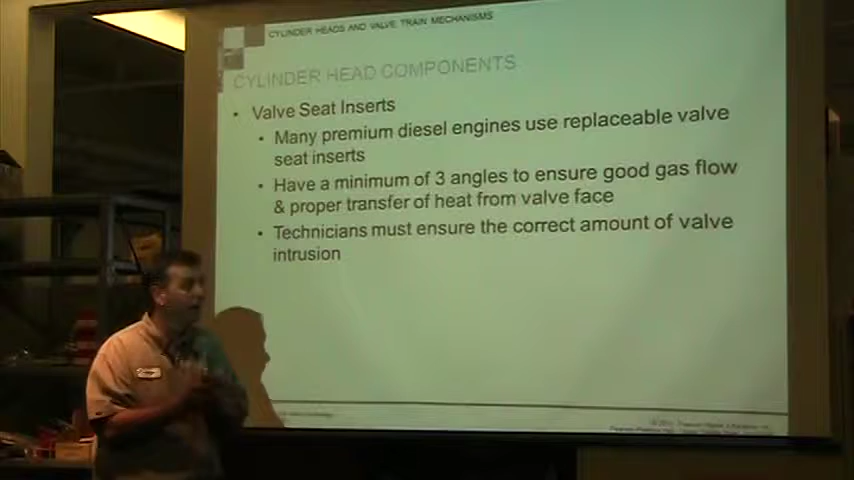 CYLINDER HEADS AND VALVE TRAIN MECHANISMS
CYLINDER HEAD COMPONENTS
• Valve Seat Inserts
• Many premium diesel engines use replaceable valve
seat inserts
• Have a minimum of 3 angles to ensure good gas flow
& proper transfer of heat from valve face
• Technicians must ensure the correct amount of valve
intrusion